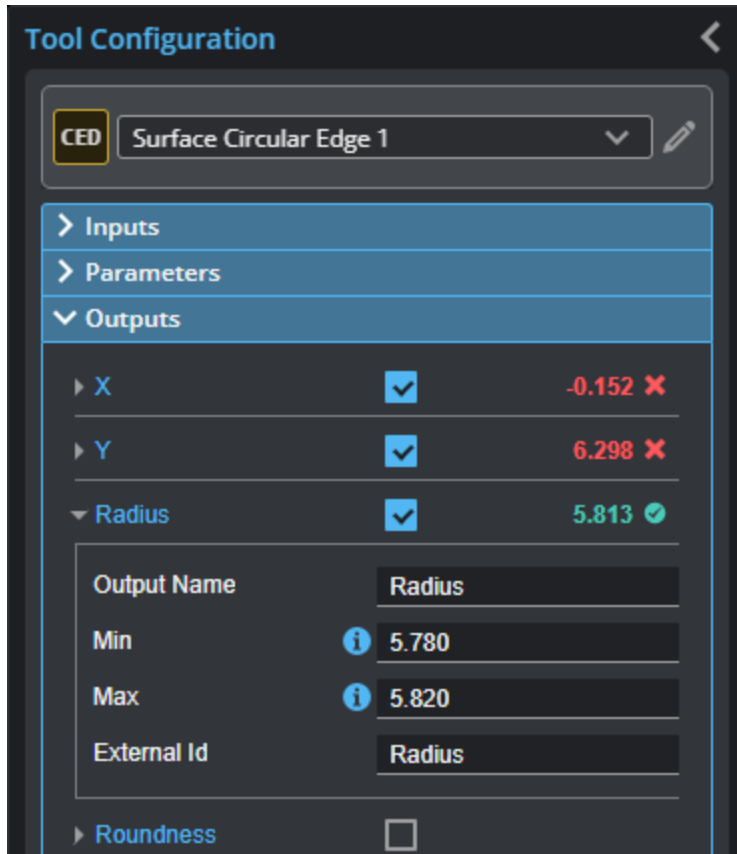 Tool Configuration
CED Surface Circular Edge 1
Inputs
Parameters
Outputs
X -0.152
Y 6.298
Radius 5.813
Output Name Radius
Min 5.780
Max 5.820
External Id Radius
Roundness